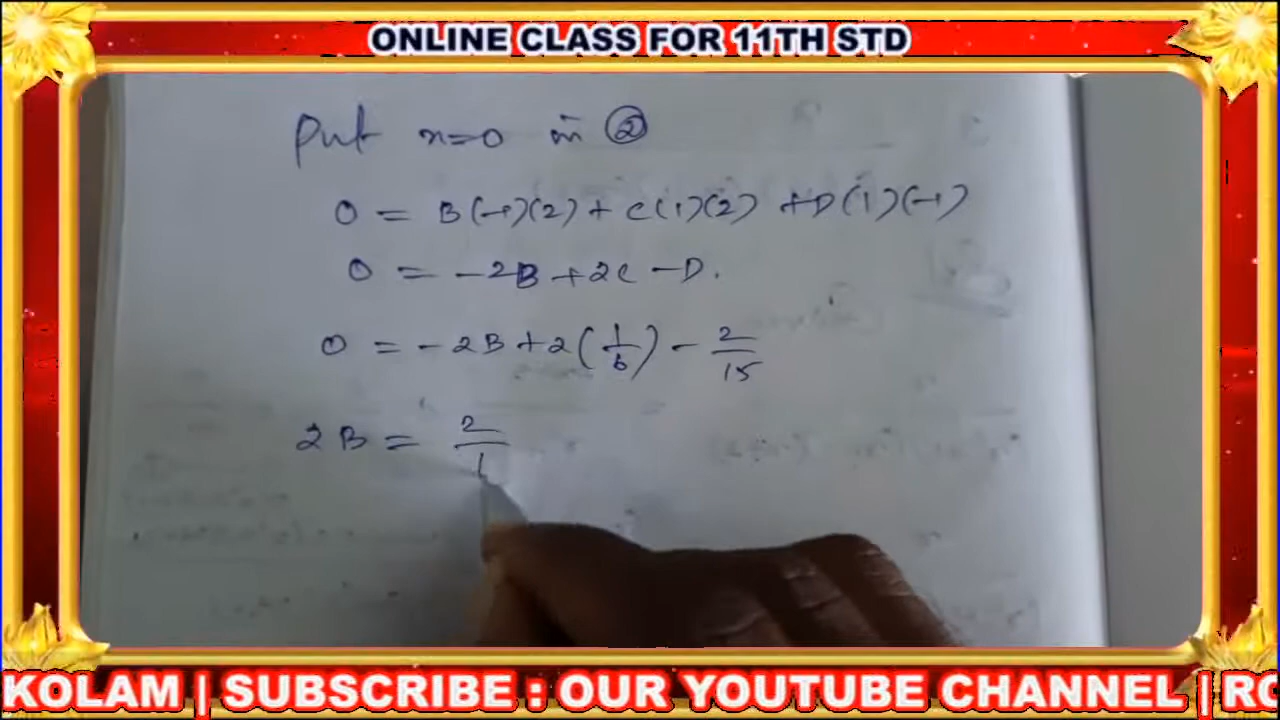 ONLINE CLASS FOR 11TH STD
Put x=0 in ②
0 = B(-1)(2) + C(1)(2) + D(1)(-1)
0 = -2B + 2C - D.
0 = -2B + 2(1/6) - 2/15
2B = 2/1
KOLAM | SUBSCRIBE : OUR YOUTUBE CHANNEL | RO